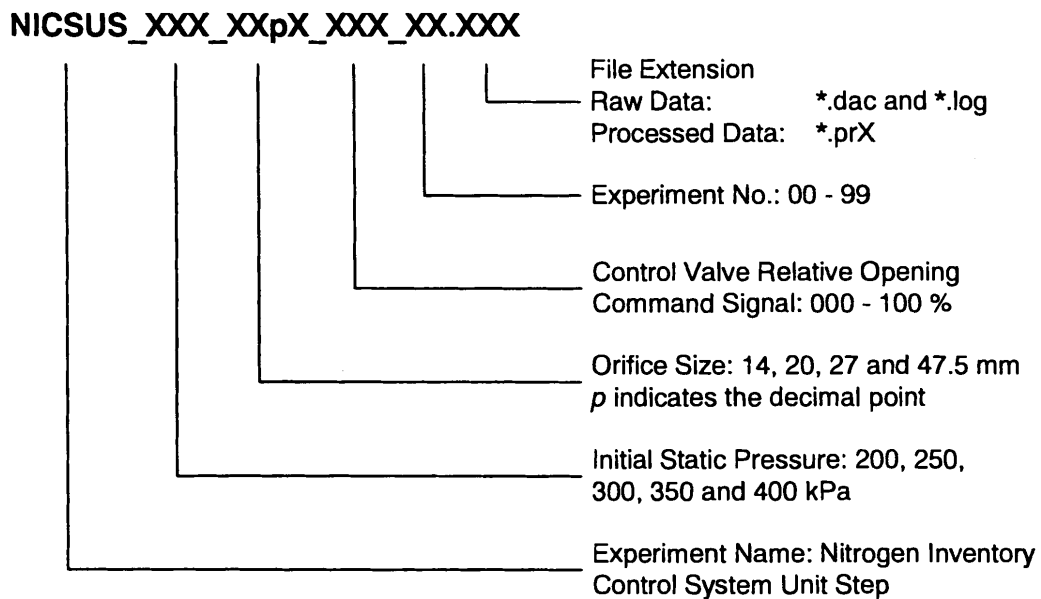 NICSUS_XXX_XXpX_XXX_XX.XXX
File Extension
Raw Data: *.dac and *.log
Processed Data: *.prX
Experiment No.: 00 - 99
Control Valve Relative Opening
Command Signal: 000 - 100 %
Orifice Size: 14, 20, 27 and 47.5 mm
p indicates the decimal point
Initial Static Pressure: 200, 250,
300, 350 and 400 kPa
Experiment Name: Nitrogen Inventory
Control System Unit Step